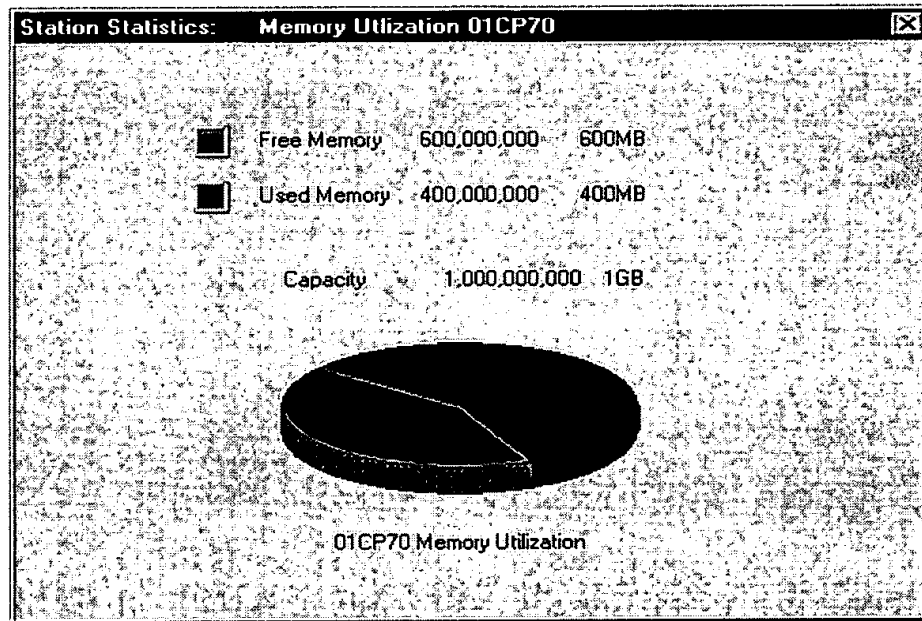 Station Statistics: Memory Utilization 01CP70
Free Memory 600,000,000 600MB
Used Memory 400,000,000 400MB
Capacity 1,000,000,000 1GB
01CP70 Memory Utilization